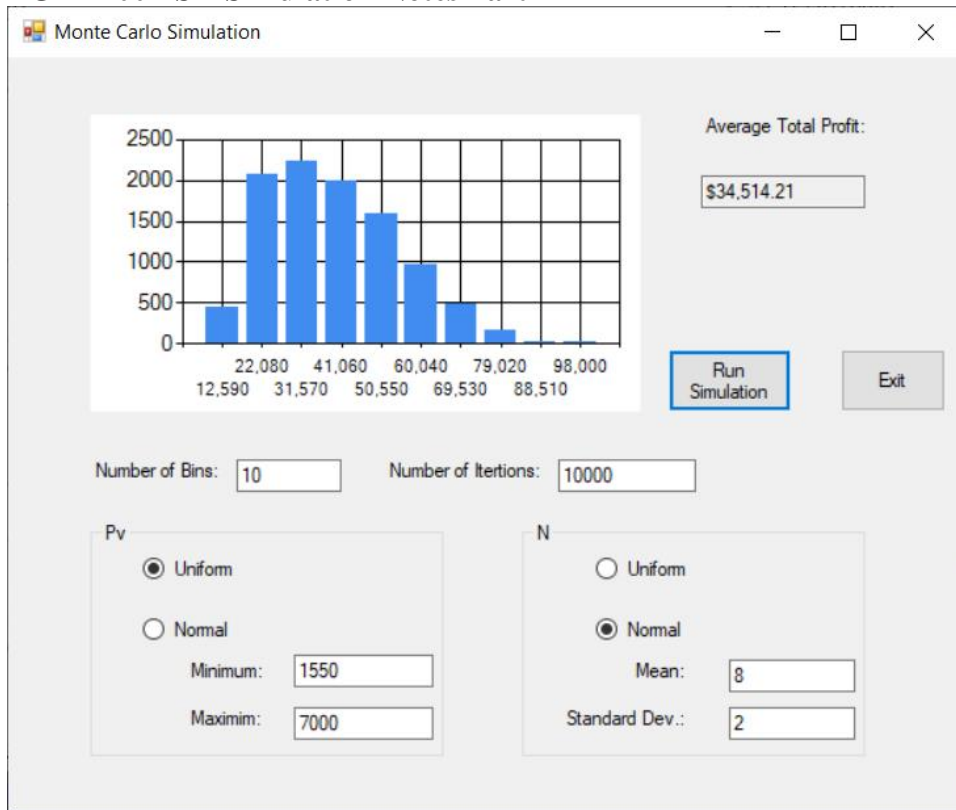 Monte Carlo Simulation
Average Total Profit:
$34,514.21
2500
2000
1500
1000
500
0
22,080 41,060 60,040 79,020 98,000
12,590 31,570 50,550 69,530 88,510
Run
Simulation
Exit
Number of Bins: 10 Number of Itertions: 10000
Pv N
Uniform Uniform
Normal Normal
Minimum: 1550 Mean: 8
Maximim: 7000 Standard Dev.: 2